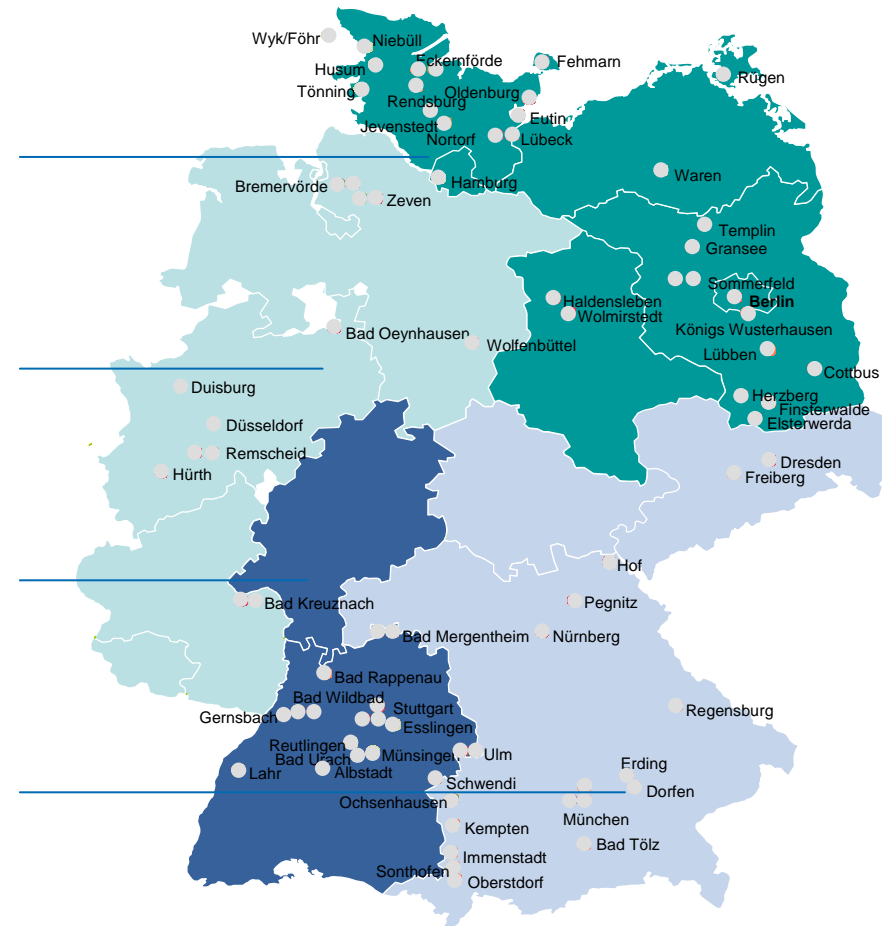 Wyk/Föhr
Niebüll
Eckernförde
Fehmarn
Husum
Rügen
Tönning
Oldenburg
Rendsburg
Eutin
Jevenstedt
Nortorf
Lübeck
Waren
Hamburg
Bremervörde
Zeven
Templin
Gransee
Sommerfeld
Haldensleben
Berlin
Wolmirstedt
Königs Wusterhausen
Bad Oeynhausen
Wolfenbüttel
Lübben
Cottbus
Duisburg
Herzberg
Finsterwalde
Elsterwerda
Düsseldorf
Remscheid
Dresden
Hürth
Freiberg
Hof
Bad Kreuznach
Pegnitz
Bad Mergentheim
Nürnberg
Bad Rappenau
Bad Wildbad
Stuttgart
Regensburg
Gernsbach
Esslingen
Reutlingen
Bad Urach
Münsingen
Ulm
Lahr
Albstadt
Erding
Schwendi
Dorfen
Ochsenhausen
München
Kempten
Bad Tölz
Immenstadt
Sonthofen
Oberstdorf